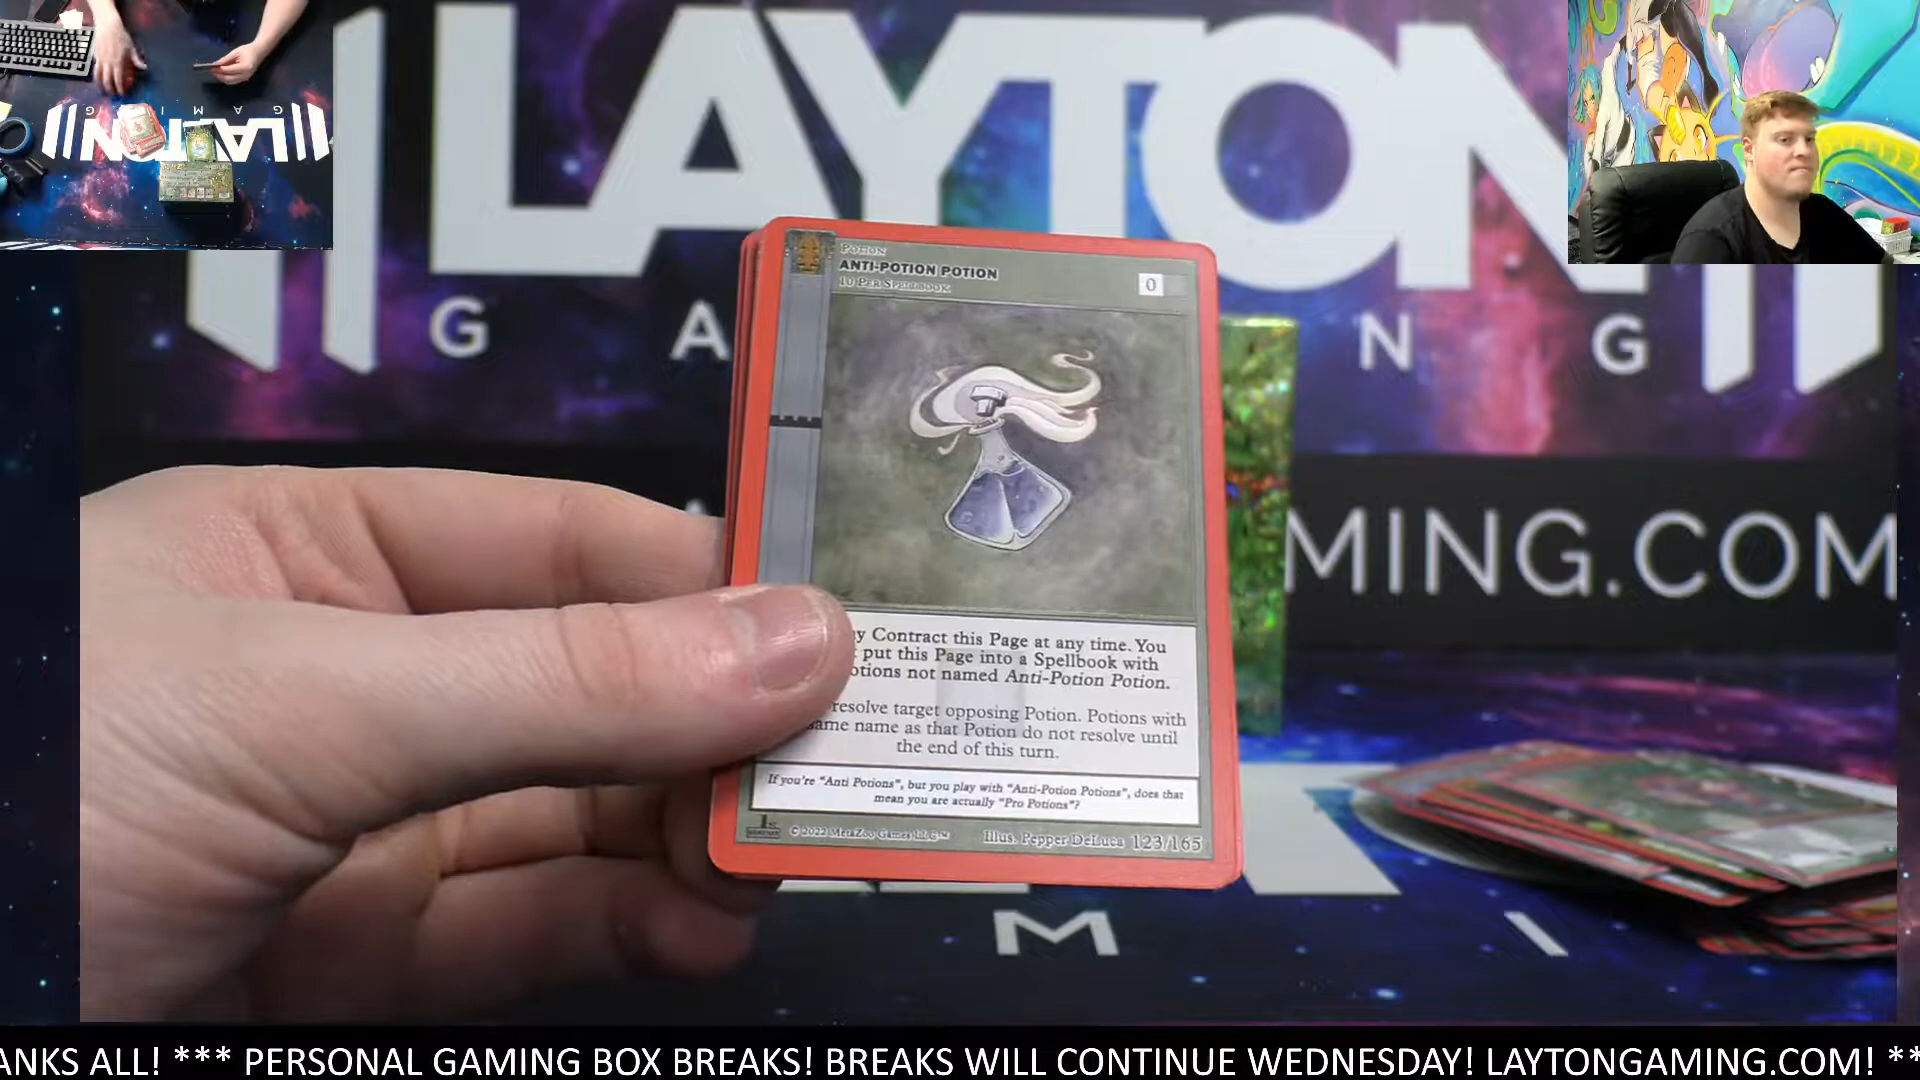 LAYTON
G A N G
MING.COM
POTION
ANTI-POTION POTION
10 PER SPELLBOOK
0
y Contract this Page at any time. You
put this Page into a Spellbook with
otions not named Anti-Potion Potion.
resolve target opposing Potion. Potions with
ame name as that Potion do not resolve until
the end of this turn.
If you're "Anti Potions", but you play with "Anti-Potion Potions", does that
mean you are actually "Pro Potions"?
© 2022 MetaZoo Games LLC™ Illus. Pepper DeLuca 123/165
M
ANKS ALL! *** PERSONAL GAMING BOX BREAKS! BREAKS WILL CONTINUE WEDNESDAY! LAYTONGAMING.COM! **